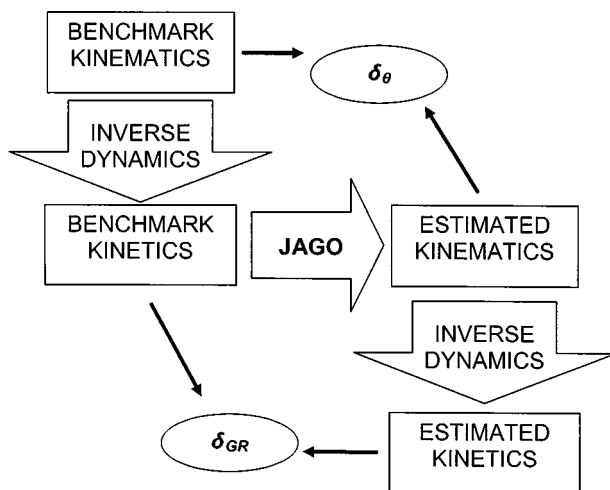 BENCHMARK
KINEMATICS
δθ
INVERSE
DYNAMICS
BENCHMARK
KINETICS
JAGO
ESTIMATED
KINEMATICS
INVERSE
DYNAMICS
δGR
ESTIMATED
KINETICS